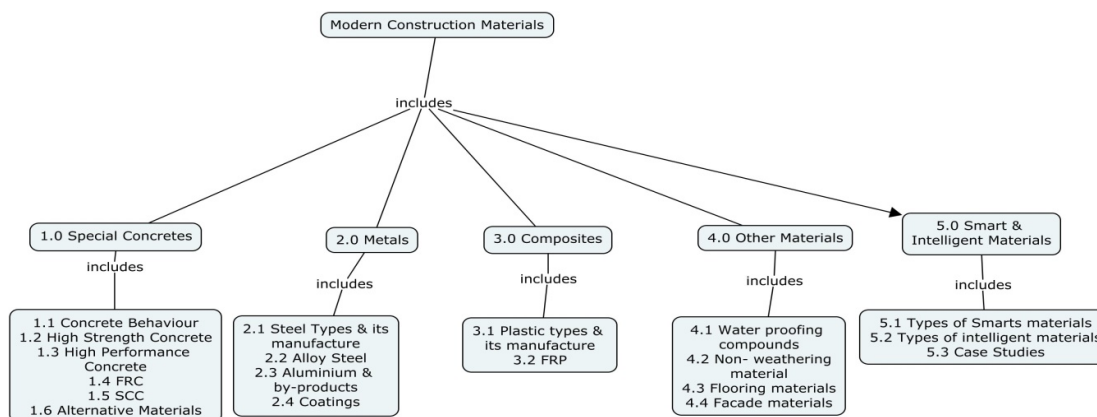 Modern Construction Materials
includes
1.0 Special Concretes
2.0 Metals
3.0 Composites
4.0 Other Materials
5.0 Smart &
Intelligent Materials
includes
includes
includes
includes
includes
1.1 Concrete Behaviour
1.2 High Strength Concrete
1.3 High Performance
Concrete
1.4 FRC
1.5 SCC
1.6 Alternative Materials
2.1 Steel Types & its
manufacture
2.2 Alloy Steel
2.3 Aluminium &
by-products
2.4 Coatings
3.1 Plastic types &
its manufacture
3.2 FRP
4.1 Water proofing
compounds
4.2 Non- weathering
material
4.3 Flooring materials
4.4 Facade materials
5.1 Types of Smarts materials
5.2 Types of intelligent materials
5.3 Case Studies